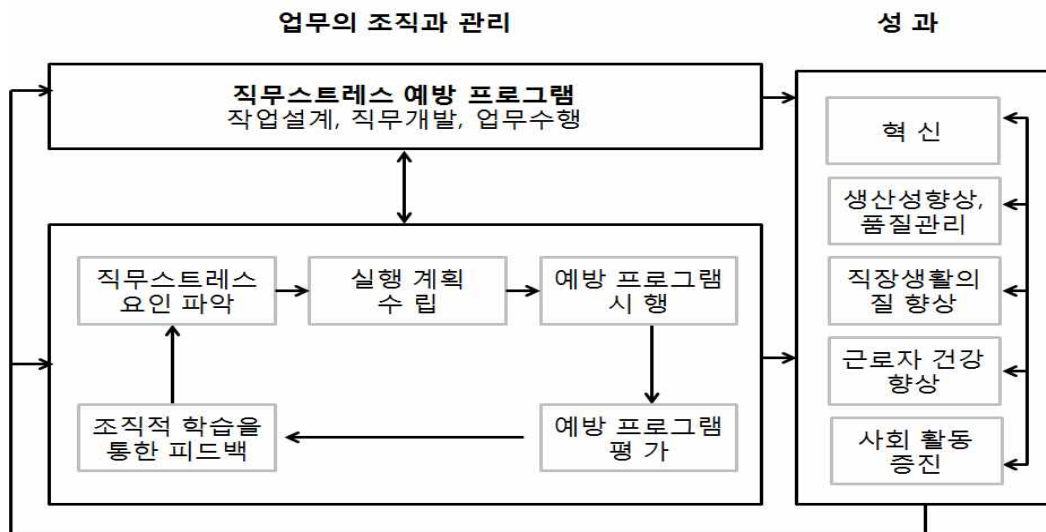 업무의 조직과 관리
성 과
직무스트레스 예방 프로그램
작업설계, 직무개발, 업무수행
직무스트레스
요인 파악
실행 계획
수 립
예방 프로그램
시 행
조직적 학습을
통한 피드백
예방 프로그램
평 가
혁 신
생산성향상,
품질관리
직장생활의
질 향상
근로자 건강
향상
사회 활동
증진